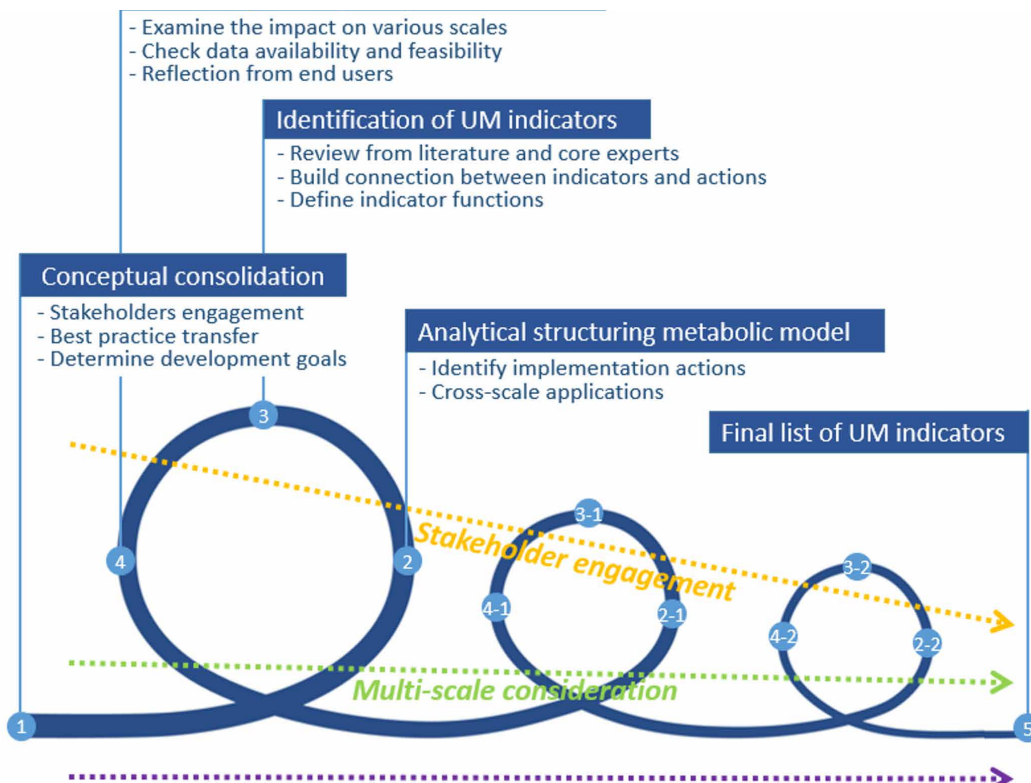 - Examine the impact on various scales
- Check data availability and feasibility
- Reflection from end users
Identification of UM indicators
- Review from literature and core experts
- Build connection between indicators and actions
- Define indicator functions
Conceptual consolidation
- Stakeholders engagement
- Best practice transfer
- Determine development goals
Analytical structuring metabolic model
- Identify implementation actions
- Cross-scale applications
Final list of UM indicators
3
4
2
3-1
4-1
2-1
3-2
4-2
2-2
Stakeholder engagement
Multi-scale consideration
1
5